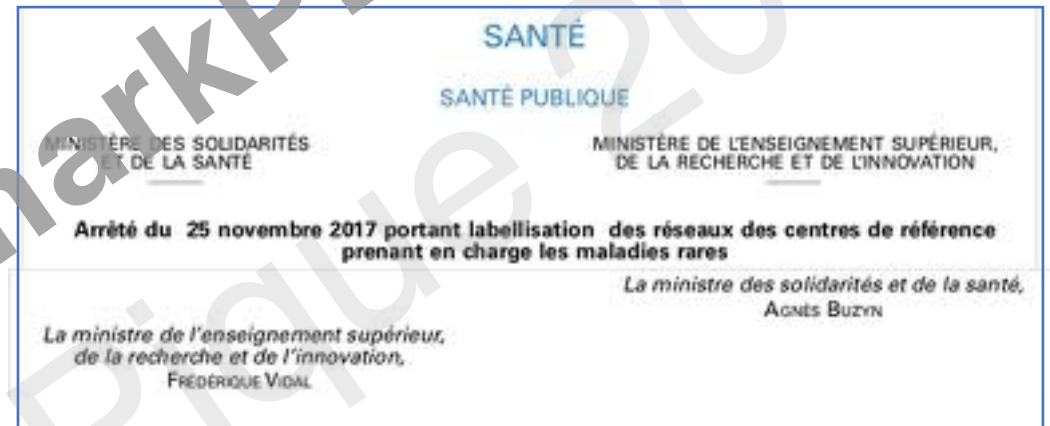 SANTÉ
SANTÉ PUBLIQUE
MINISTÈRE DES SOLIDARITÉS
ET DE LA SANTÉ
MINISTÈRE DE L'ENSEIGNEMENT SUPÉRIEUR,
DE LA RECHERCHE ET DE L'INNOVATION
Arrêté du 25 novembre 2017 portant labellisation des réseaux des centres de référence
prenant en charge les maladies rares
La ministre des solidarités et de la santé,
AGNÈS BUZYN
La ministre de l'enseignement supérieur,
de la recherche et de l'innovation,
FRÉDÉRIQUE VIDAL